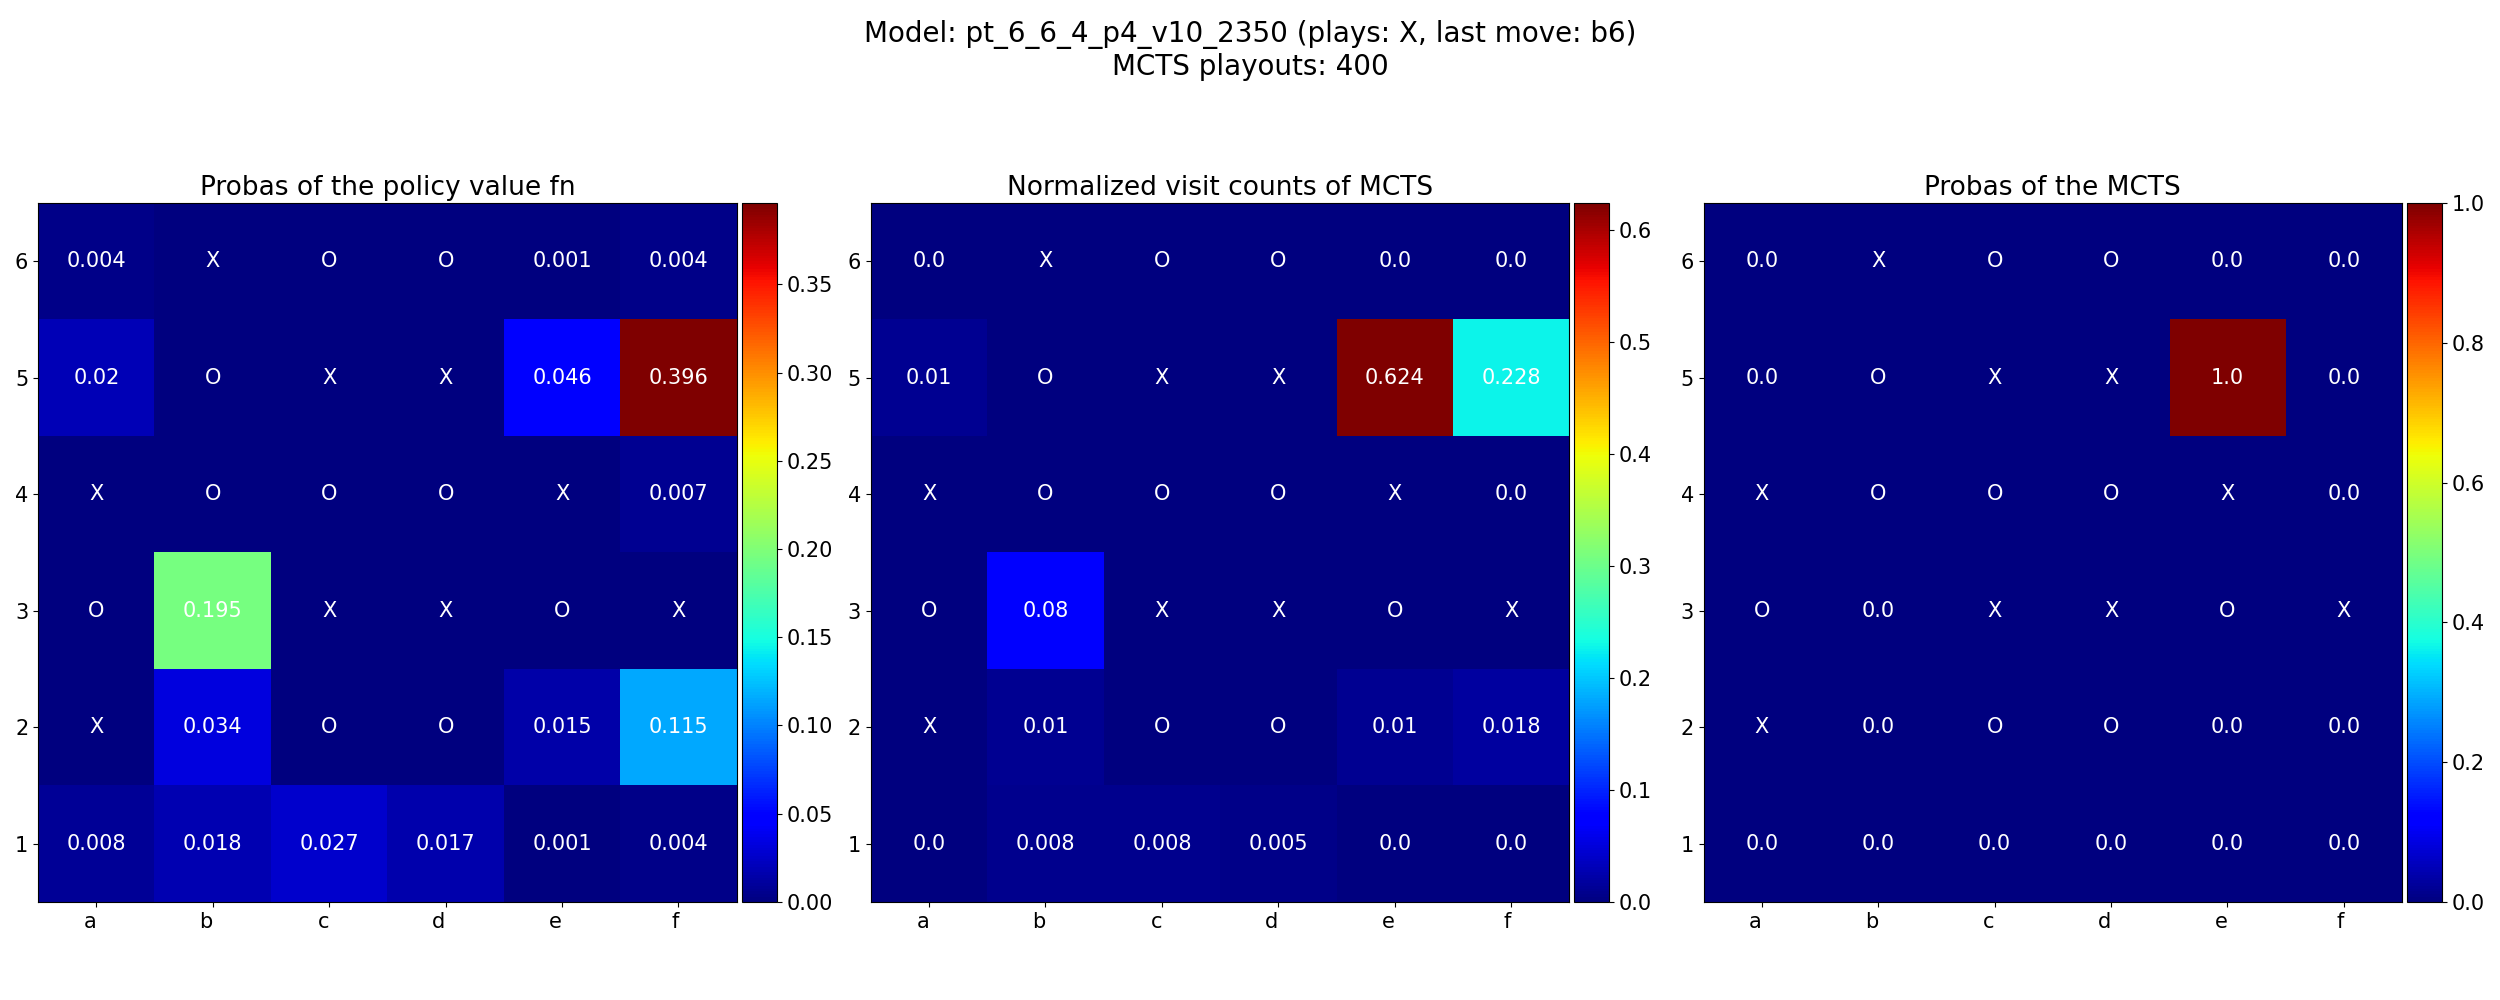 Model: pt_6_6_4_p4_v10_2350 (plays: X, last move: b6)
MCTS playouts: 400
Probas of the policy value fn
6 0.004 X O O 0.001 0.004
5 0.02 O X X 0.046 0.396
4 X O O O X 0.007
3 O 0.195 X X O X
2 X 0.034 O O 0.015 0.115
1 0.008 0.018 0.027 0.017 0.001 0.004
a b c d e f
0.35
0.30
0.25
0.20
0.15
0.10
0.05
0.00
Normalized visit counts of MCTS
6 0.0 X O O 0.0 0.0
5 0.01 O X X 0.624 0.228
4 X O O O X 0.0
3 O 0.08 X X O X
2 X 0.01 O O 0.01 0.018
1 0.0 0.008 0.008 0.005 0.0 0.0
a b c d e f
0.6
0.5
0.4
0.3
0.2
0.1
0.0
Probas of the MCTS
6 0.0 X O O 0.0 0.0
5 0.0 O X X 1.0 0.0
4 X O O O X 0.0
3 O 0.0 X X O X
2 X 0.0 O O 0.0 0.0
1 0.0 0.0 0.0 0.0 0.0 0.0
a b c d e f
1.0
0.8
0.6
0.4
0.2
0.0